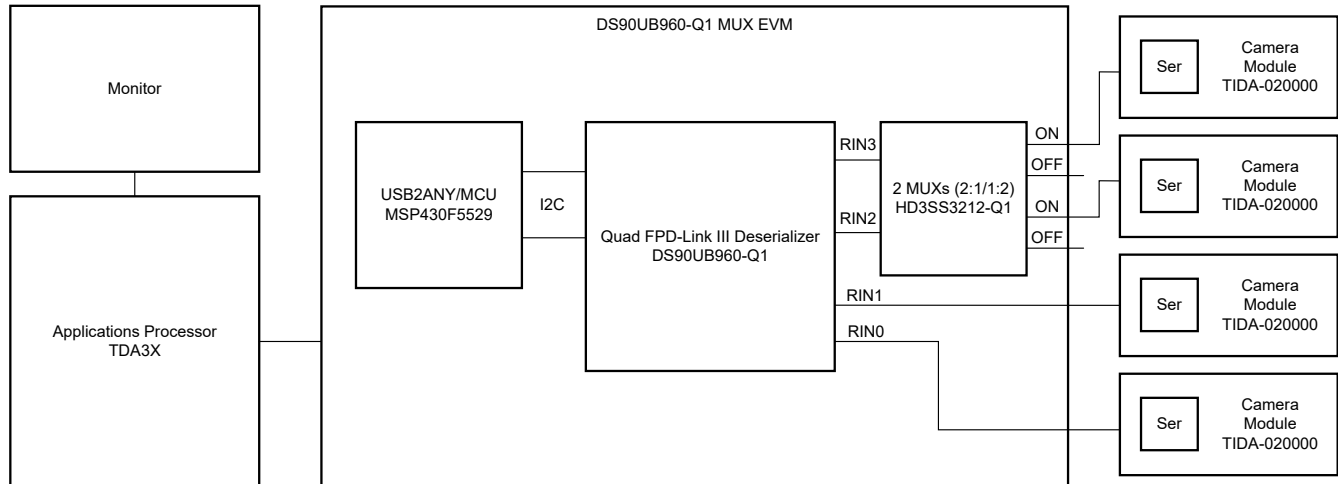 DS90UB960-Q1 MUX EVM
Monitor
Applications Processor
TDA3X
USB2ANY/MCU
MSP430F5529
I2C
Quad FPD-Link III Deserializer
DS90UB960-Q1
RIN3
RIN2
RIN1
RIN0
2 MUXs (2:1/1:2)
HD3SS3212-Q1
ON
OFF
ON
OFF
Ser
Camera
Module
TIDA-020000
Ser
Camera
Module
TIDA-020000
Ser
Camera
Module
TIDA-020000
Ser
Camera
Module
TIDA-020000